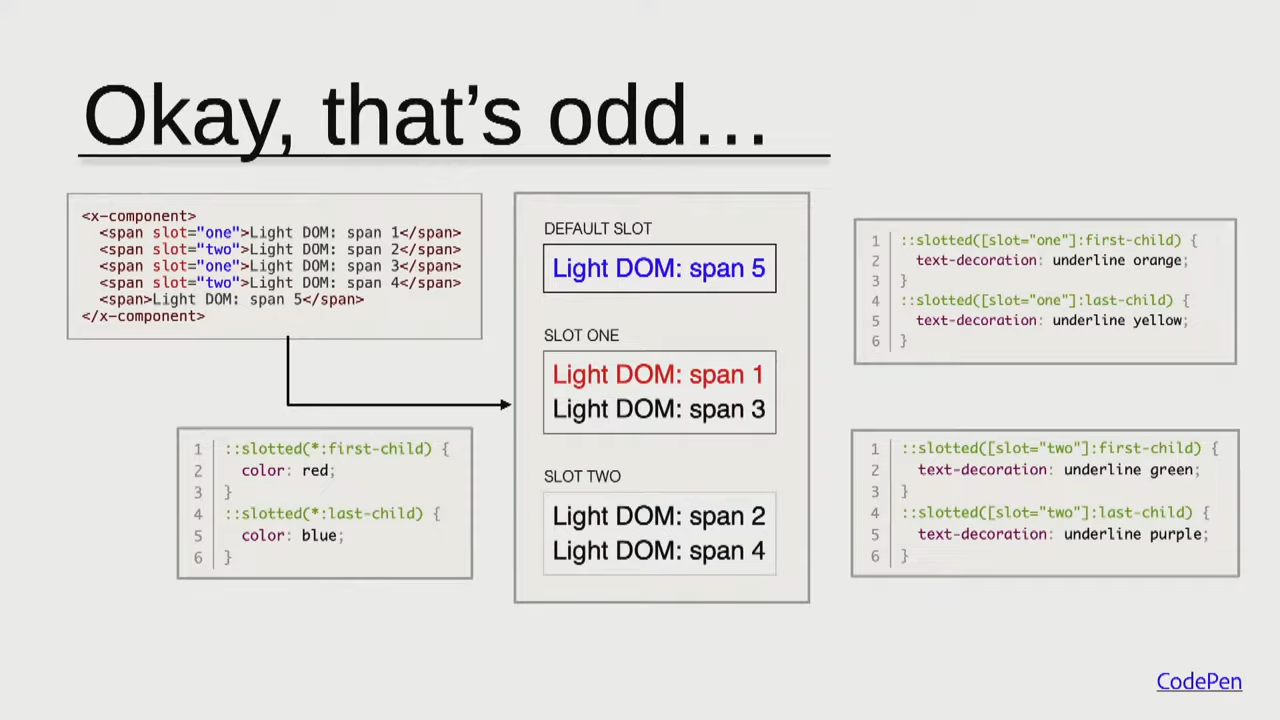 Okay, that’s odd…
<x-component>
<span slot="one">Light DOM: span 1</span>
<span slot="two">Light DOM: span 2</span>
<span slot="one">Light DOM: span 3</span>
<span slot="two">Light DOM: span 4</span>
<span>Light DOM: span 5</span>
</x-component>
1 ::slotted(*:first-child) {
2 color: red;
3 }
4 ::slotted(*:last-child) {
5 color: blue;
6 }
DEFAULT SLOT
Light DOM: span 5
SLOT ONE
Light DOM: span 1
Light DOM: span 3
SLOT TWO
Light DOM: span 2
Light DOM: span 4
1 ::slotted([slot="one"]:first-child) {
2 text-decoration: underline orange;
3 }
4 ::slotted([slot="one"]:last-child) {
5 text-decoration: underline yellow;
6 }
1 ::slotted([slot="two"]:first-child) {
2 text-decoration: underline green;
3 }
4 ::slotted([slot="two"]:last-child) {
5 text-decoration: underline purple;
6 }
CodePen